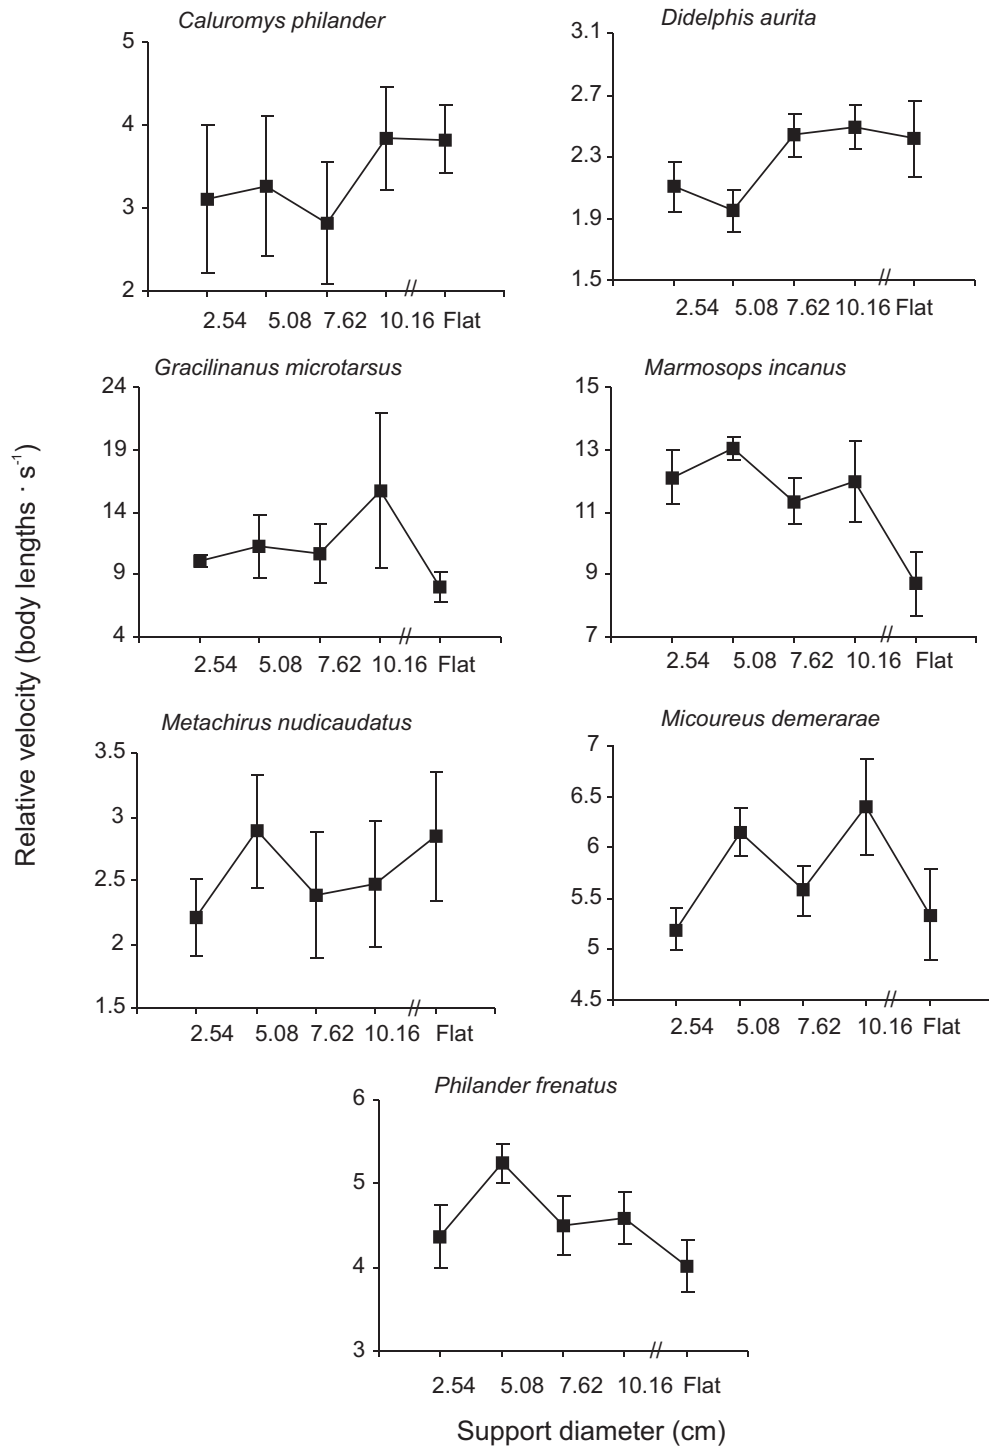 Caluromys philander
5
4
3
2
2.54 5.08 7.62 10.16 Flat
Didelphis aurita
3.1
2.7
2.3
1.9
1.5
2.54 5.08 7.62 10.16 Flat
Gracilinanus microtarsus
24
19
14
9
4
2.54 5.08 7.62 10.16 Flat
Marmosops incanus
15
13
11
9
7
2.54 5.08 7.62 10.16 Flat
Relative velocity (body lengths · s⁻¹)
Metachirus nudicaudatus
3.5
3
2.5
2
1.5
2.54 5.08 7.62 10.16 Flat
Micoureus demerarae
7
6.5
6
5.5
5
4.5
2.54 5.08 7.62 10.16 Flat
Philander frenatus
6
5
4
3
2.54 5.08 7.62 10.16 Flat
Support diameter (cm)